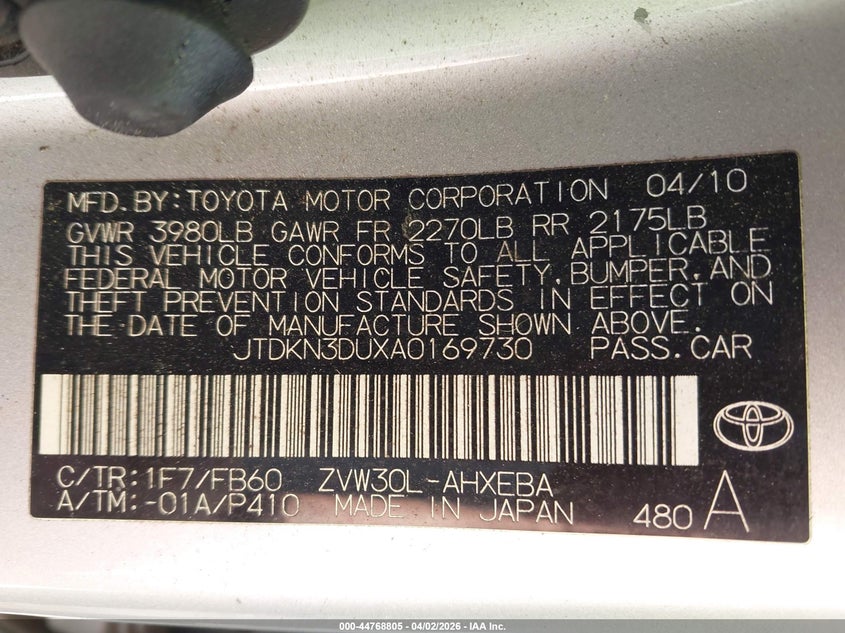 MFD. BY: TOYOTA MOTOR CORPORATION 04/10
GVWR 3980LB GAWR FR 2270LB RR 2175LB
THIS VEHICLE CONFORMS TO ALL APPLICABLE
FEDERAL MOTOR VEHICLE SAFETY, BUMPER, AND
THEFT PREVENTION STANDARDS IN EFFECT ON
THE DATE OF MANUFACTURE SHOWN ABOVE.
JTDKN3DUXA0169730 PASS. CAR
C/TR: 1F7/FB60 ZVW30L-AHXEBA
A/TM: -01A/P410 MADE IN JAPAN 480 A
000-44768805 - 04/02/2026 - IAA Inc.